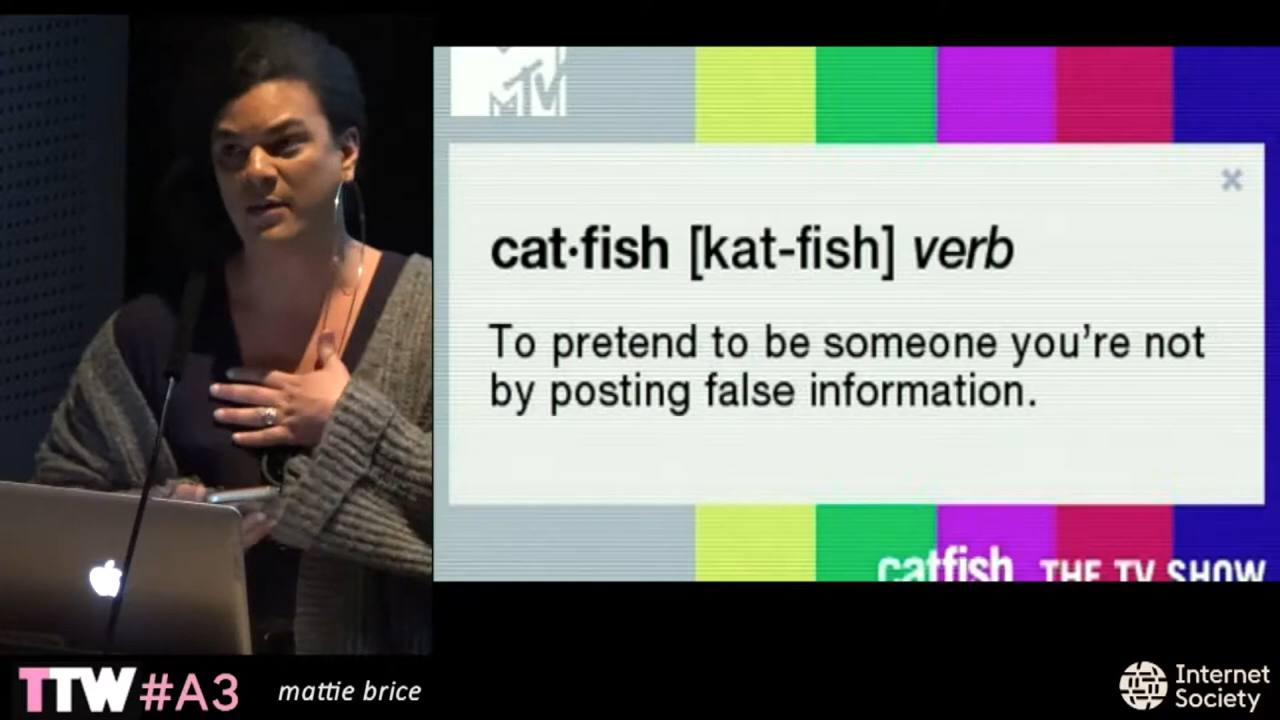 MTV
×
cat·fish [kat-fish] verb
To pretend to be someone you're not
by posting false information.
catfish THE TV SHOW
TTW #A3
mattie brice
Internet
Society